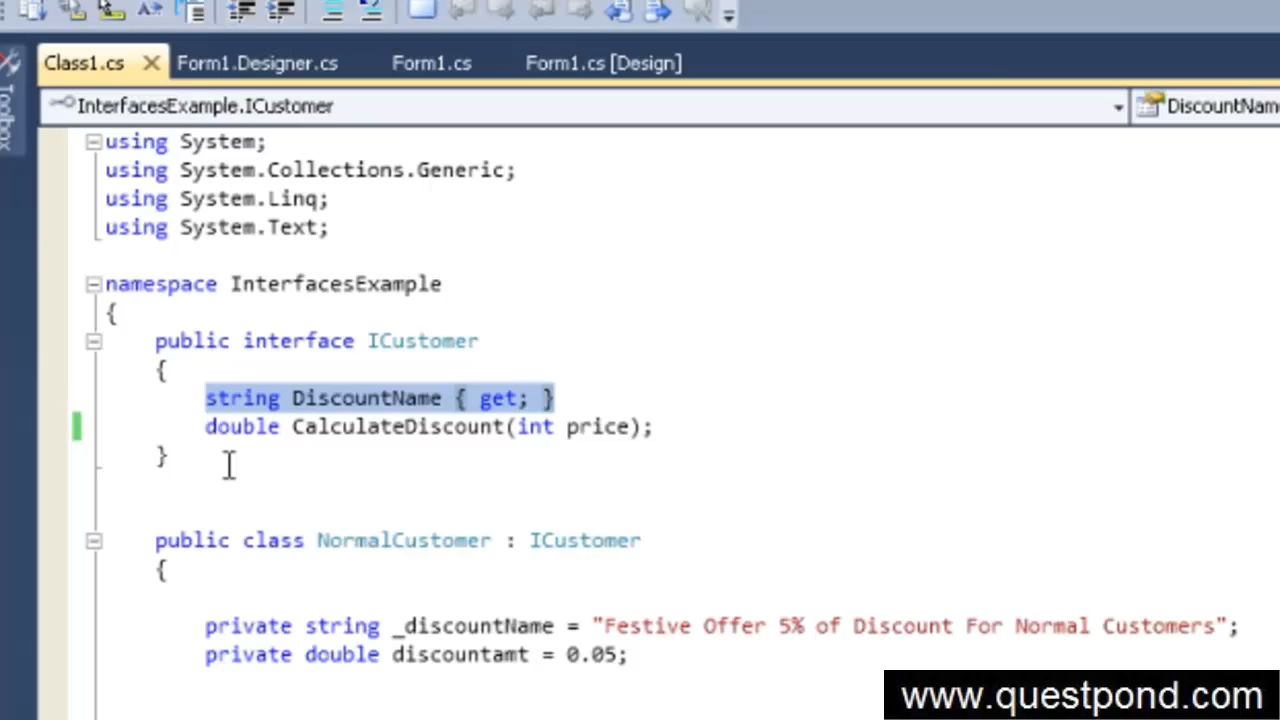 Class1.cs Form1.Designer.cs Form1.cs Form1.cs [Design]
Toolbox
InterfacesExample.ICustomer DiscountNam
using System;
using System.Collections.Generic;
using System.Linq;
using System.Text;
namespace InterfacesExample
{
public interface ICustomer
{
string DiscountName { get; }
double CalculateDiscount(int price);
}
public class NormalCustomer : ICustomer
{
private string _discountName = "Festive Offer 5% of Discount For Normal Customers";
private double discountamt = 0.05;
www.questpond.com